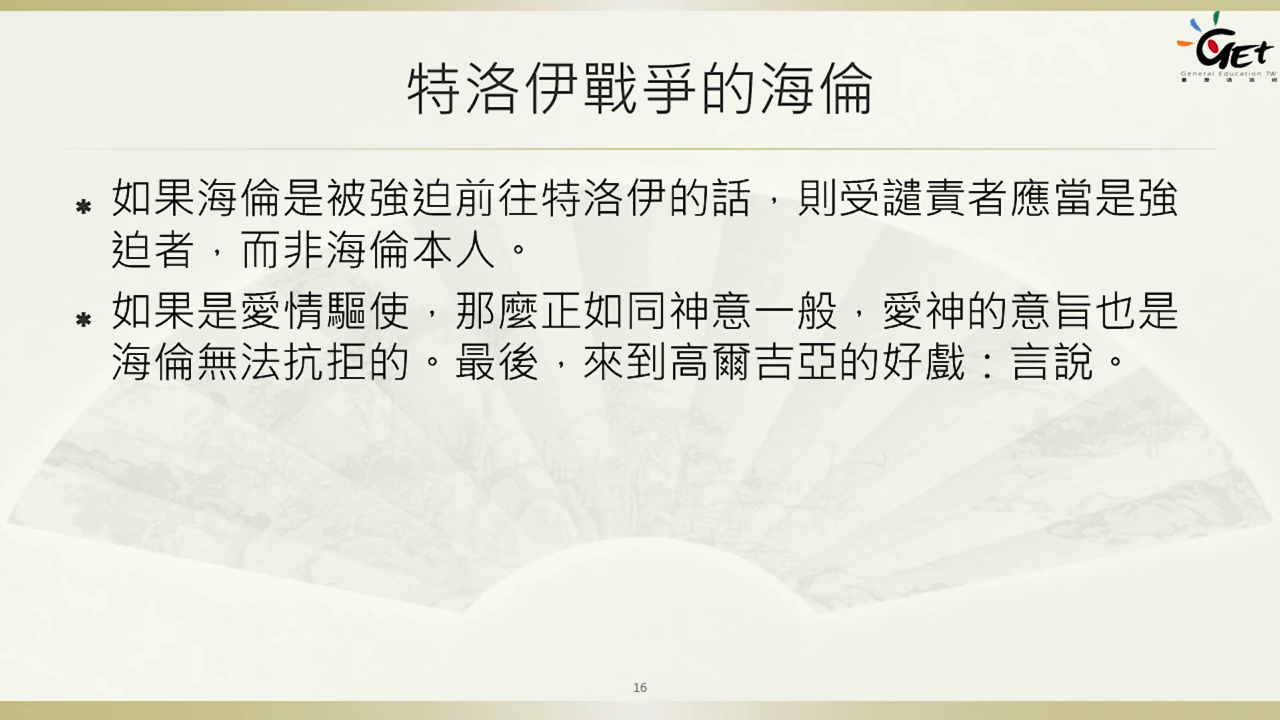 GET
General Education TW
特洛伊戰爭的海倫
如果海倫是被強迫前往特洛伊的話，則受譴責者應當是強
迫者，而非海倫本人。
如果是愛情驅使，那麼正如同神意一般，愛神的意旨也是
海倫無法抗拒的。最後，來到高爾吉亞的好戲：言說。
16